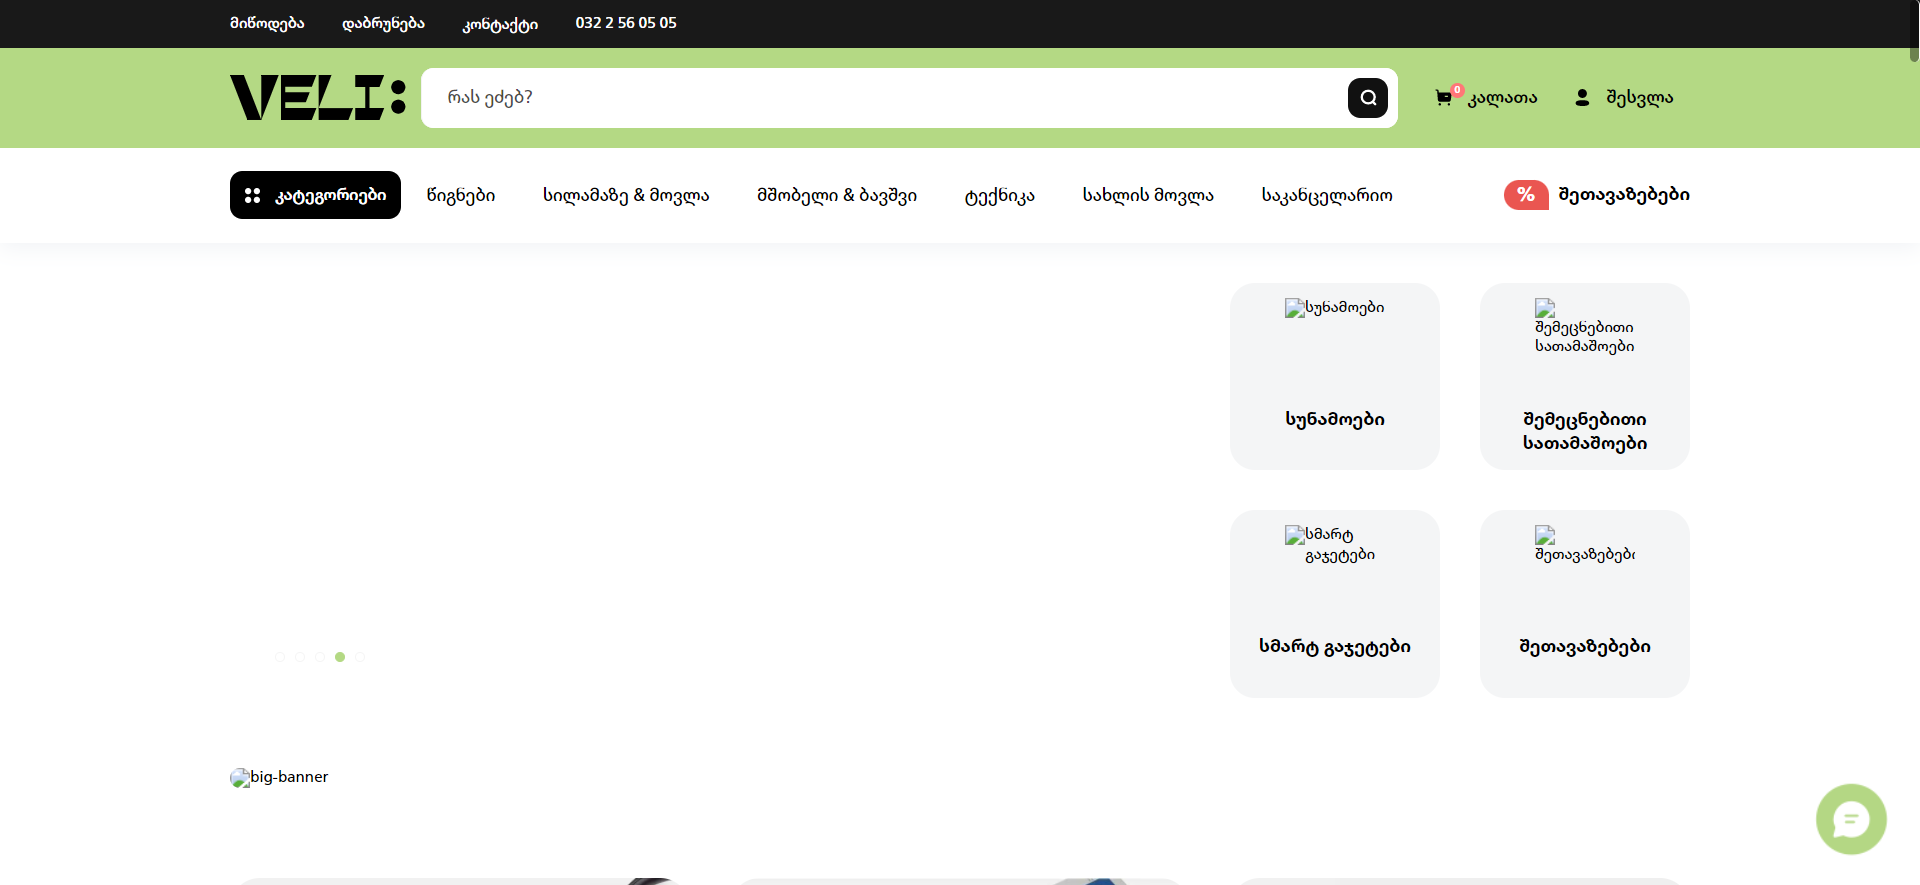 მიწოდება დაბრუნება კონტაქტი 032 2 56 05 05
VELI:
რას ეძებ?
0 კალათა შესვლა
კატეგორიები წიგნები სილამაზე & მოვლა მშობელი & ბავშვი ტექნიკა სახლის მოვლა საკანცელარიო % შეთავაზებები
სუნამოები
სუნამოები
შემეცნებითი
სათამაშოები
შემეცნებითი
სათამაშოები
სმარტ
გაჯეტები
სმარტ გაჯეტები
შეთავაზებები
შეთავაზებები
big-banner